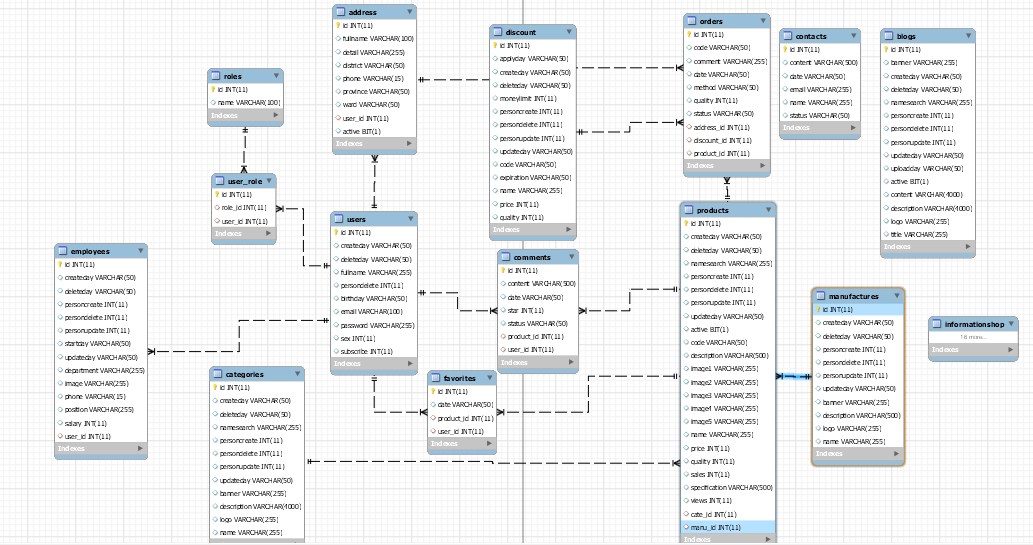 address
id INT(11)
fullname VARCHAR(100)
detail VARCHAR(255)
district VARCHAR(50)
phone VARCHAR(15)
province VARCHAR(50)
ward VARCHAR(50)
user_id INT(11)
active BIT(1)
Indexes
discount
id INT(11)
applyday VARCHAR(50)
createday VARCHAR(50)
deleteday VARCHAR(50)
moneylimit INT(11)
personcreate INT(11)
persondelete INT(11)
personupdate INT(11)
updateday VARCHAR(50)
code VARCHAR(50)
expiration VARCHAR(50)
name VARCHAR(255)
price INT(11)
quality INT(11)
Indexes
orders
id INT(11)
code VARCHAR(50)
comment VARCHAR(255)
date VARCHAR(50)
method VARCHAR(50)
quality INT(11)
status VARCHAR(50)
address_id INT(11)
discount_id INT(11)
product_id INT(11)
Indexes
contacts
id INT(11)
content VARCHAR(500)
date VARCHAR(50)
email VARCHAR(255)
name VARCHAR(255)
status VARCHAR(50)
Indexes
blogs
id INT(11)
banner VARCHAR(255)
createday VARCHAR(50)
deleteday VARCHAR(50)
namesearch VARCHAR(255)
personcreate INT(11)
persondelete INT(11)
personupdate INT(11)
updateday VARCHAR(50)
uploadday VARCHAR(50)
active BIT(1)
content VARCHAR(4000)
description VARCHAR(4000)
logo VARCHAR(255)
title VARCHAR(50)
Indexes
roles
id INT(11)
name VARCHAR(100)
Indexes
user_role
id INT(11)
role_id INT(11)
user_id INT(11)
Indexes
users
id INT(11)
createday VARCHAR(50)
deleteday VARCHAR(50)
fullname VARCHAR(255)
persondelete INT(11)
birthday VARCHAR(50)
email VARCHAR(100)
password VARCHAR(255)
sex INT(11)
subscribe INT(11)
Indexes
employees
id INT(11)
createday VARCHAR(50)
deleteday VARCHAR(50)
personcreate INT(11)
persondelete INT(11)
personupdate INT(11)
startday VARCHAR(50)
updateday VARCHAR(50)
department VARCHAR(255)
image VARCHAR(255)
phone VARCHAR(15)
position VARCHAR(255)
salary INT(11)
user_id INT(11)
Indexes
comments
id INT(11)
content VARCHAR(500)
date VARCHAR(50)
star INT(11)
status VARCHAR(50)
product_id INT(11)
user_id INT(11)
Indexes
products
id INT(11)
createday VARCHAR(50)
deleteday VARCHAR(50)
namesearch VARCHAR(255)
personcreate INT(11)
persondelete INT(11)
personupdate INT(11)
updateday VARCHAR(50)
active BIT(1)
code VARCHAR(50)
description VARCHAR(500)
image1 VARCHAR(255)
image2 VARCHAR(255)
image3 VARCHAR(255)
image4 VARCHAR(255)
image5 VARCHAR(255)
name VARCHAR(255)
price INT(11)
quality INT(11)
sales INT(11)
specification VARCHAR(500)
views INT(11)
cate_id INT(11)
manu_id INT(11)
Indexes
manufactures
id INT(11)
createday VARCHAR(50)
deleteday VARCHAR(50)
personcreate INT(11)
persondelete INT(11)
personupdate INT(11)
updateday VARCHAR(50)
banner VARCHAR(255)
description VARCHAR(500)
logo VARCHAR(255)
name VARCHAR(255)
Indexes
informationshop
Indexes
categories
id INT(11)
createday VARCHAR(50)
deleteday VARCHAR(50)
namesearch VARCHAR(255)
personcreate INT(11)
persondelete INT(11)
personupdate INT(11)
updateday VARCHAR(50)
banner VARCHAR(255)
description VARCHAR(4000)
logo VARCHAR(255)
name VARCHAR(255)
favorites
id INT(11)
date VARCHAR(50)
product_id INT(11)
user_id INT(11)
Indexes